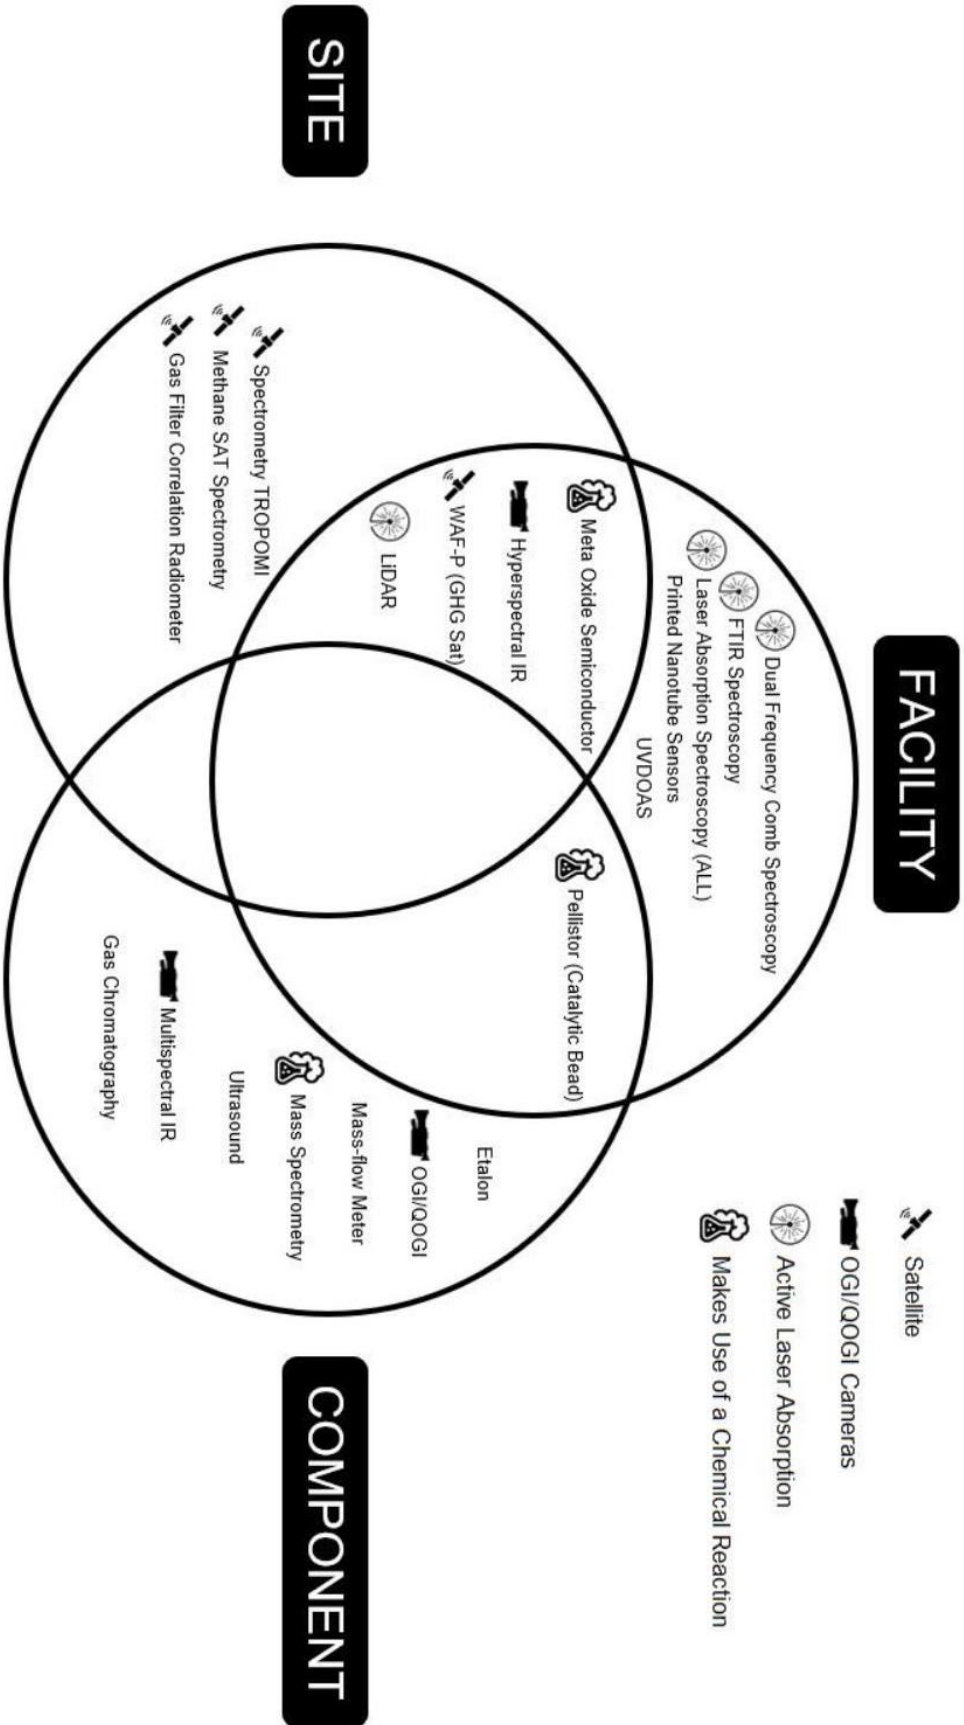 FACILITY
Satellite
OGI/QOGI Cameras
Active Laser Absorption
Makes Use of a Chemical Reaction
Dual Frequency Comb Spectroscopy
FTIR Spectroscopy
Laser Absorption Spectroscopy (ALL)
Printed Nanotube Sensors
UVDOAS
Meta Oxide Semiconductor
Hyperspectral IR
WAF-P (GHG Sat)
LiDAR
Pellistor (Catalytic Bead)
SITE
Spectrometry TROPOMI
Methane SAT Spectrometry
Gas Filter Correlation Radiometer
COMPONENT
Etalon
OGI/QOGI
Mass-flow Meter
Mass Spectrometry
Ultrasound
Multispectral IR
Gas Chromatography